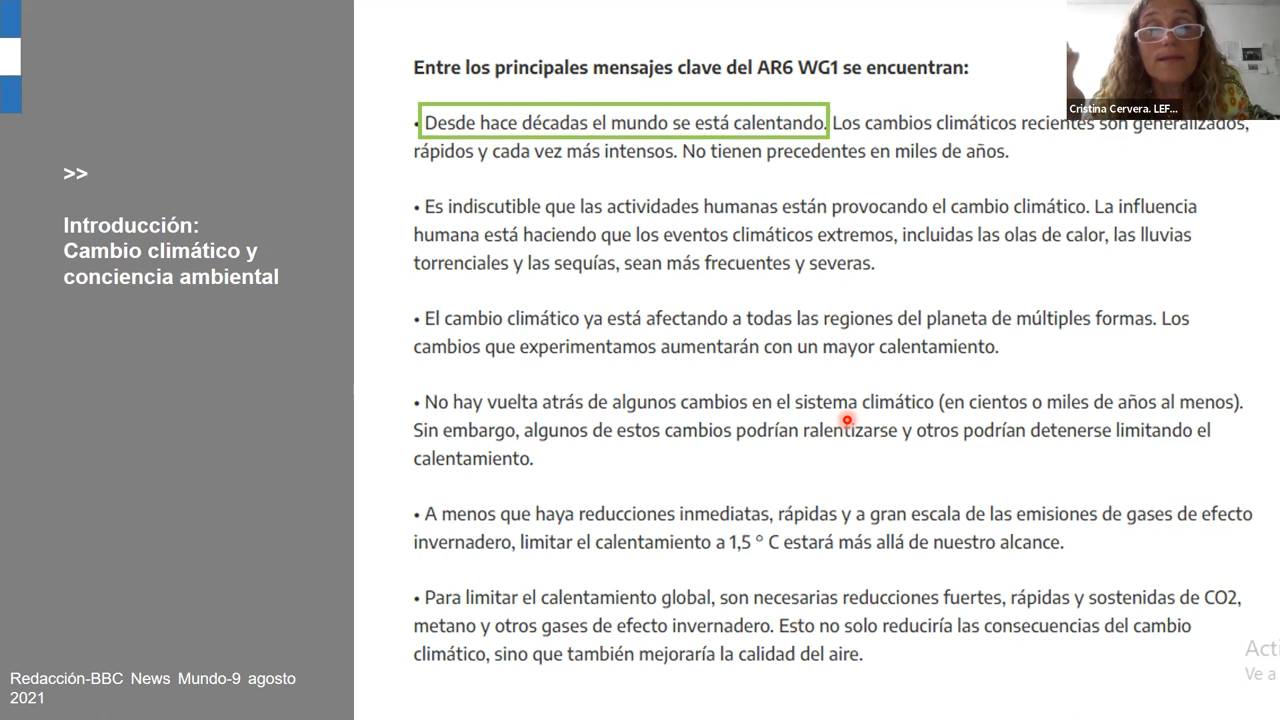 >>
Introducción:
Cambio climático y
conciencia ambiental
Redacción-BBC News Mundo-9 agosto
2021
Entre los principales mensajes clave del AR6 WG1 se encuentran:
• Desde hace décadas el mundo se está calentando. Los cambios climáticos recientes son generalizados,
rápidos y cada vez más intensos. No tienen precedentes en miles de años.
• Es indiscutible que las actividades humanas están provocando el cambio climático. La influencia
humana está haciendo que los eventos climáticos extremos, incluidas las olas de calor, las lluvias
torrenciales y las sequías, sean más frecuentes y severas.
• El cambio climático ya está afectando a todas las regiones del planeta de múltiples formas. Los
cambios que experimentamos aumentarán con un mayor calentamiento.
• No hay vuelta atrás de algunos cambios en el sistema climático (en cientos o miles de años al menos).
Sin embargo, algunos de estos cambios podrían ralentizarse y otros podrían detenerse limitando el
calentamiento.
• A menos que haya reducciones inmediatas, rápidas y a gran escala de las emisiones de gases de efecto
invernadero, limitar el calentamiento a 1,5 ° C estará más allá de nuestro alcance.
• Para limitar el calentamiento global, son necesarias reducciones fuertes, rápidas y sostenidas de CO2,
metano y otros gases de efecto invernadero. Esto no solo reduciría las consecuencias del cambio
climático, sino que también mejoraría la calidad del aire.
Cristina Cervera. LEF...
Acti
Ve a